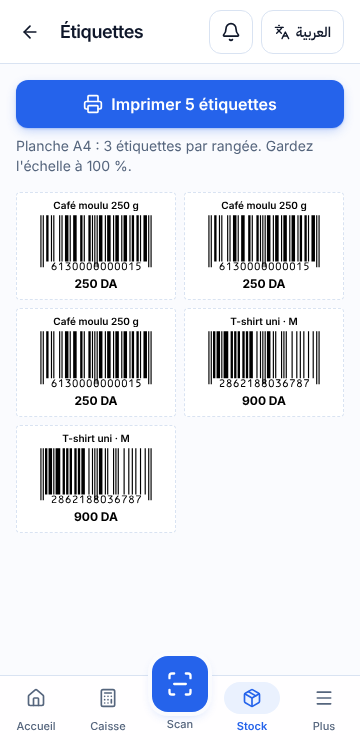 Étiquettes
العربية
Imprimer 5 étiquettes
Planche A4 : 3 étiquettes par rangée. Gardez
l'échelle à 100 %.
Café moulu 250 g
6130000000015
250 DA
Café moulu 250 g
6130000000015
250 DA
Café moulu 250 g
6130000000015
250 DA
T-shirt uni · M
2862188036787
900 DA
T-shirt uni · M
2862188036787
900 DA
Accueil
Caisse
Scan
Stock
Plus